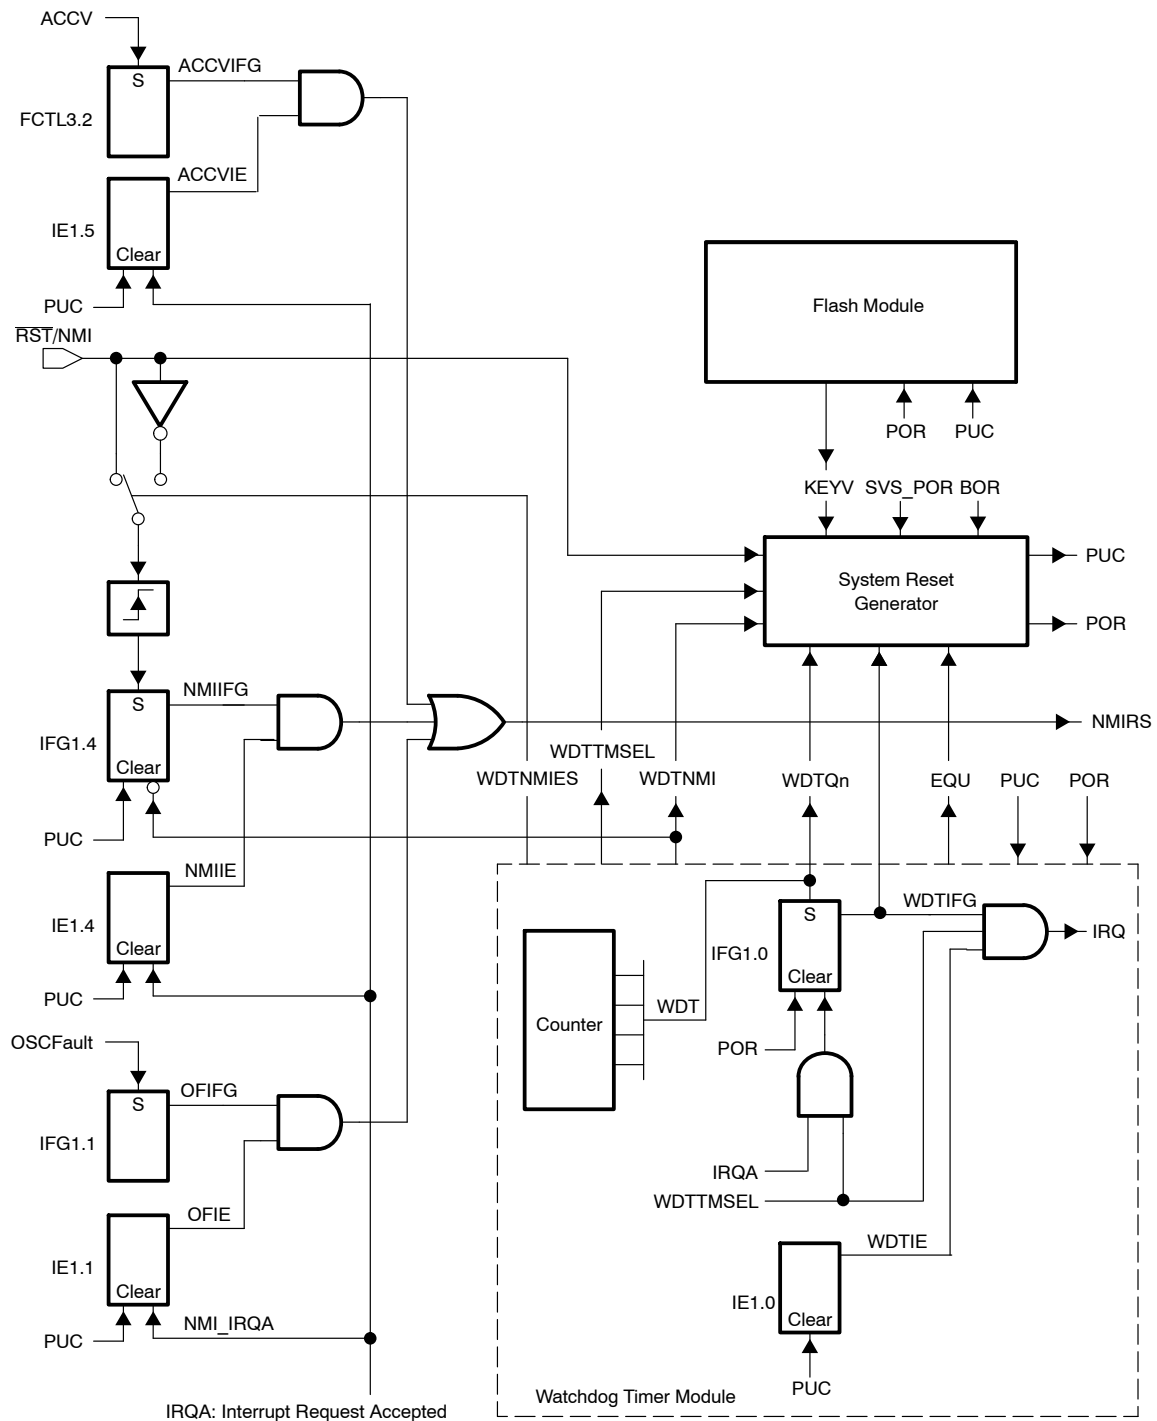 ACCV
S
ACCVIFG
FCTL3.2
ACCVIE
IE1.5
Clear
PUC
RST/NMI
Flash Module
POR
PUC
KEYV
SVS_POR
BOR
System Reset
Generator
PUC
POR
S
NMIIFG
IFG1.4
Clear
PUC
NMIRS
WDTTMSEL
WDTNMIES
WDTNMI
WDTQn
EQU
PUC
POR
NMIIE
IE1.4
Clear
PUC
OSCFault
S
OFIFG
IFG1.1
OFIE
IE1.1
Clear
PUC
NMI_IRQA
S
WDTIFG
IRQ
IFG1.0
Clear
WDT
Counter
POR
IRQA
WDTTMSEL
WDTIE
IE1.0
Clear
PUC
Watchdog Timer Module
IRQA: Interrupt Request Accepted